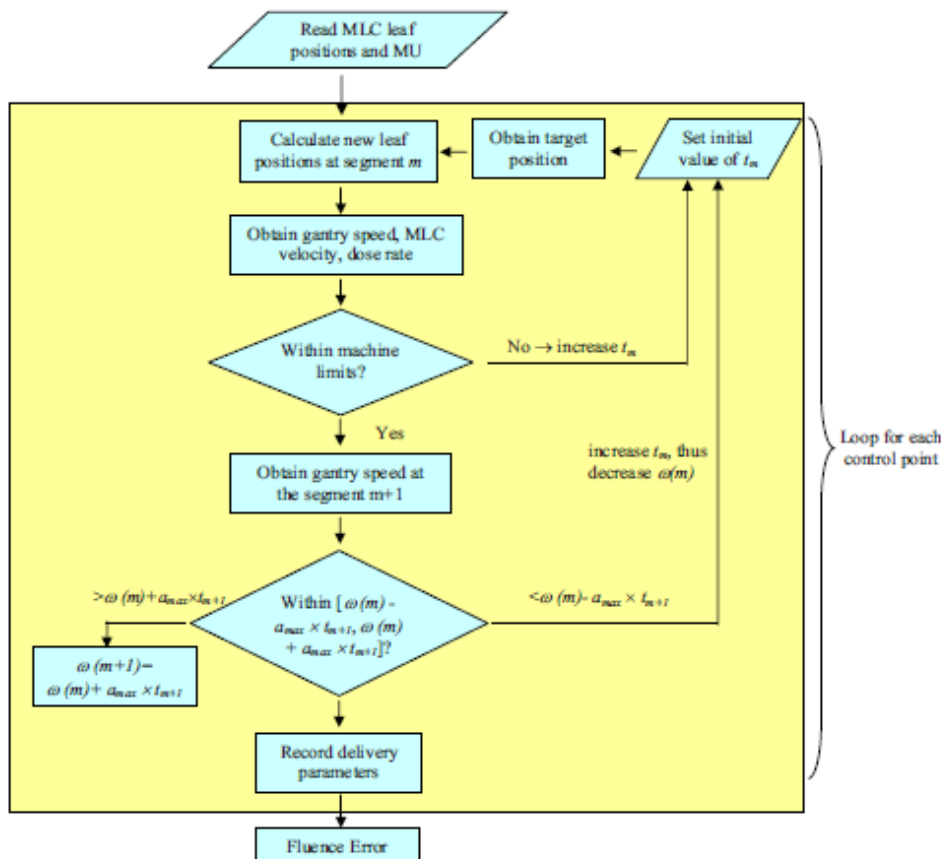 Read MLC leaf
positions and MU
Calculate new leaf
positions at segment m
Obtain target
position
Set initial
value of tₘ
Obtain gantry speed, MLC
velocity, dose rate
Within machine
limits?
No → increase tₘ
Yes
Obtain gantry speed at
the segment m+1
increase tₘ, thus
decrease ω(m)
Loop for each
control point
>ω (m)+aₘₐₓ×tₘ₊₁
Within [ ω(m) -
aₘₐₓ × tₘ₊₁, ω(m)
+ aₘₐₓ × tₘ₊₁]?
<ω (m)- aₘₐₓ × tₘ₊₁
ω (m+1)=
ω (m)+ aₘₐₓ × tₘ₊₁
Record delivery
parameters
Fluence Error